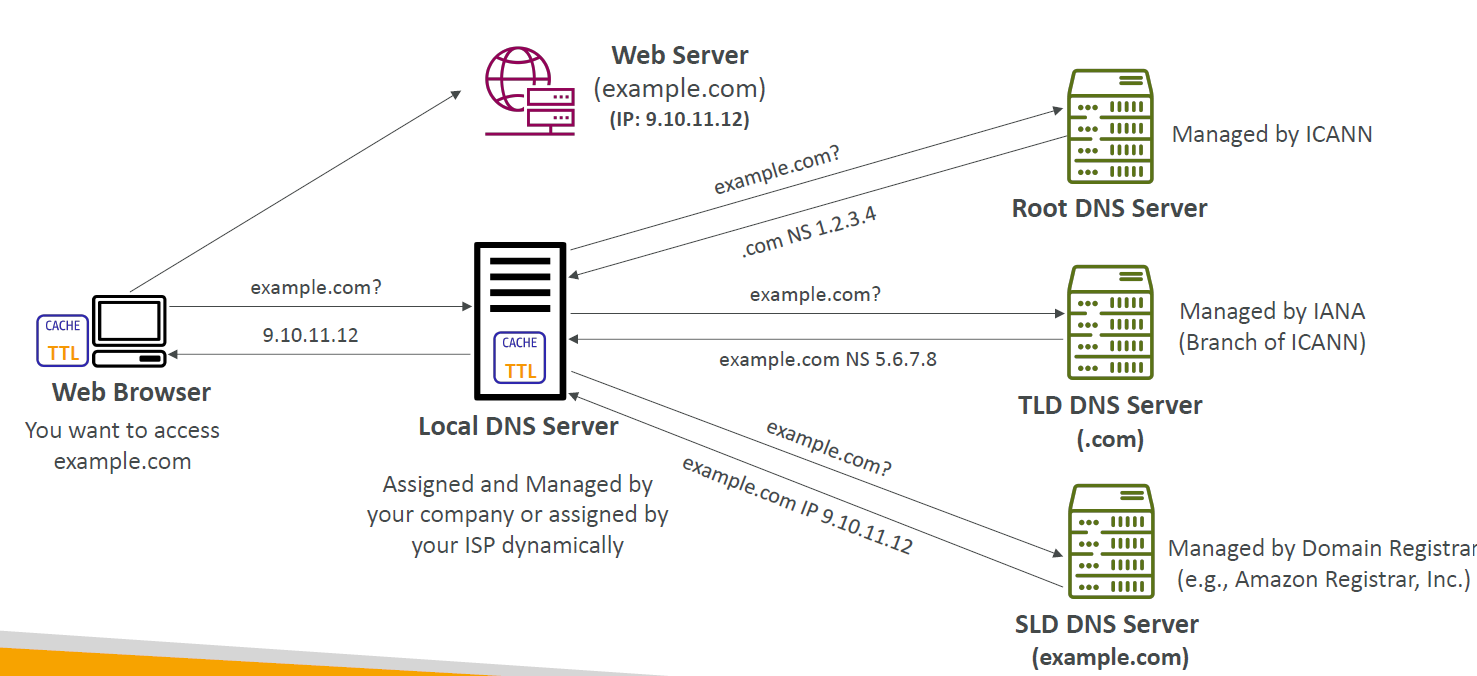 Web Server
(example.com)
(IP: 9.10.11.12)
example.com?
.com NS 1.2.3.4
Managed by ICANN
Root DNS Server
example.com?
9.10.11.12
CACHE
TTL
Web Browser
You want to access
example.com
CACHE
TTL
Local DNS Server
Assigned and Managed by
your company or assigned by
your ISP dynamically
example.com?
example.com NS 5.6.7.8
Managed by IANA
(Branch of ICANN)
TLD DNS Server
(.com)
example.com?
example.com IP 9.10.11.12
Managed by Domain Registrar
(e.g., Amazon Registrar, Inc.)
SLD DNS Server
(example.com)